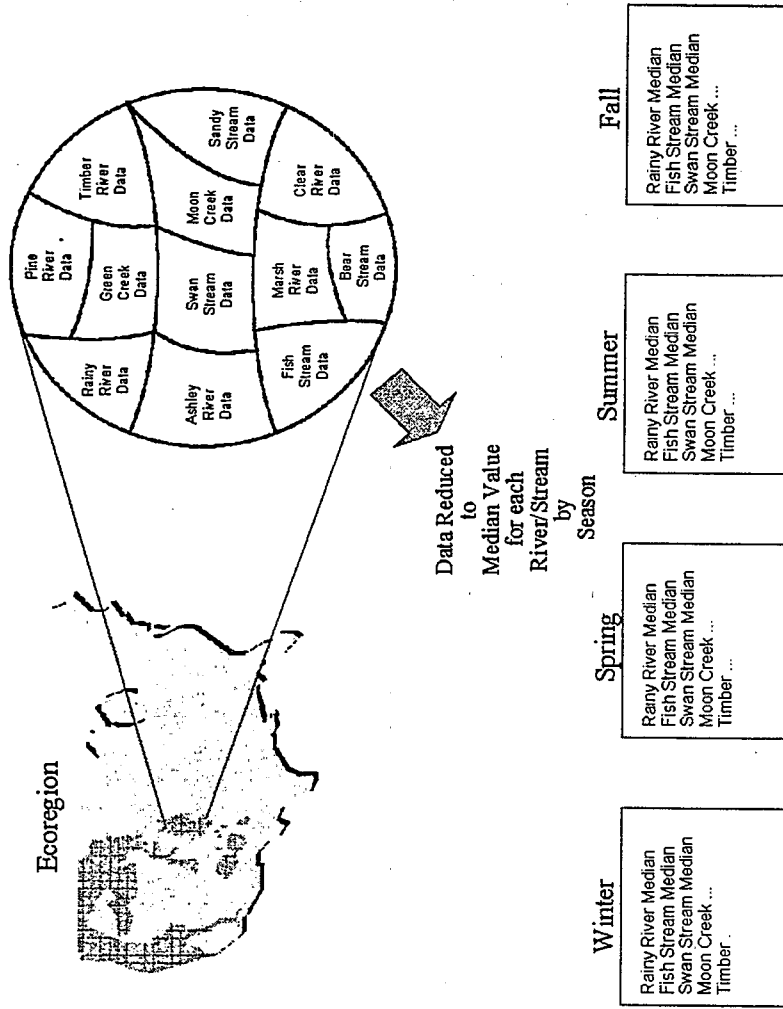 Ecoregion
Pine
River
Data
Timber
River
Data
Rainy
River
Data
Green
Creek
Data
Sandy
Stream
Data
Moon
Creek
Data
Swan
Stream
Data
Ashley
River
Data
Clear
River
Data
Marsh
River
Data
Fish
Stream
Data
Bear
Stream
Data
Data Reduced
to
Median Value
for each
River/Stream
by
Season
Winter
Rainy River Median
Fish Stream Median
Swan Stream Median
Moon Creek ...
Timber .
Spring
Rainy River Median
Fish Stream Median
Swan Stream Median
Moon Creek ...
Timber ...
Summer
Rainy River Median
Fish Stream Median
Swan Stream Median
Moon Creek ...
Timber ...
Fall
Rainy River Median
Fish Stream Median
Swan Stream Median
Moon Creek ...
Timber ...